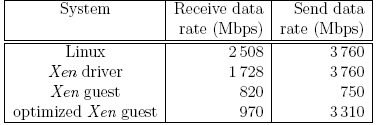 System Receive data rate (Mbps) Send data rate (Mbps)
Linux 2 508 3 760
Xen driver 1 728 3 760
Xen guest 820 750
optimized Xen guest 970 3 310